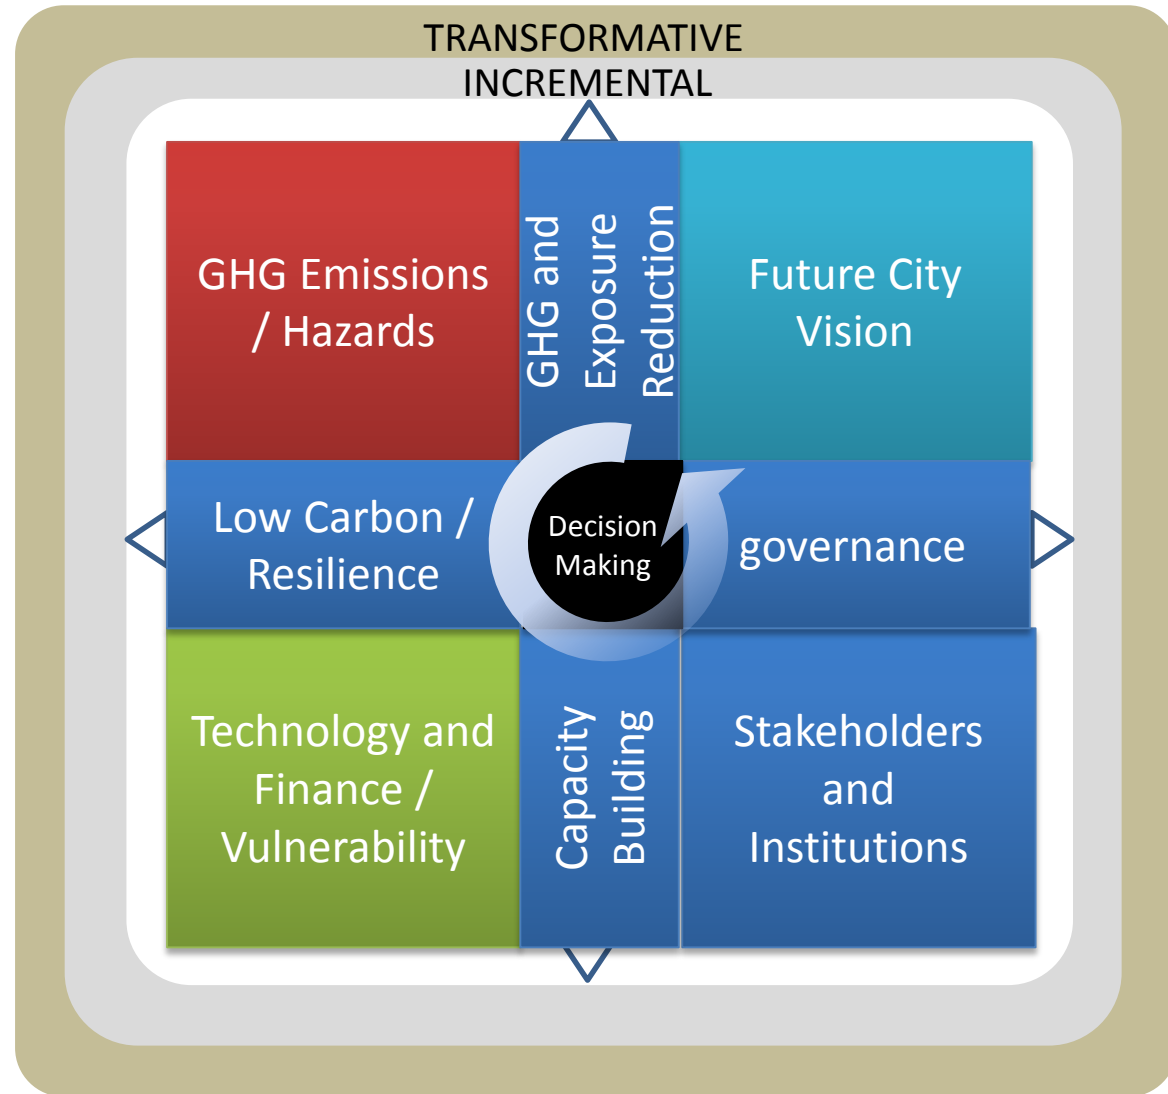 TRANSFORMATIVE
INCREMENTAL
GHG Emissions
/ Hazards
GHG and
Exposure
Reduction
Future City
Vision
Low Carbon /
Resilience
Decision
Making
governance
Technology and
Finance /
Vulnerability
Capacity
Building
Stakeholders
and
Institutions